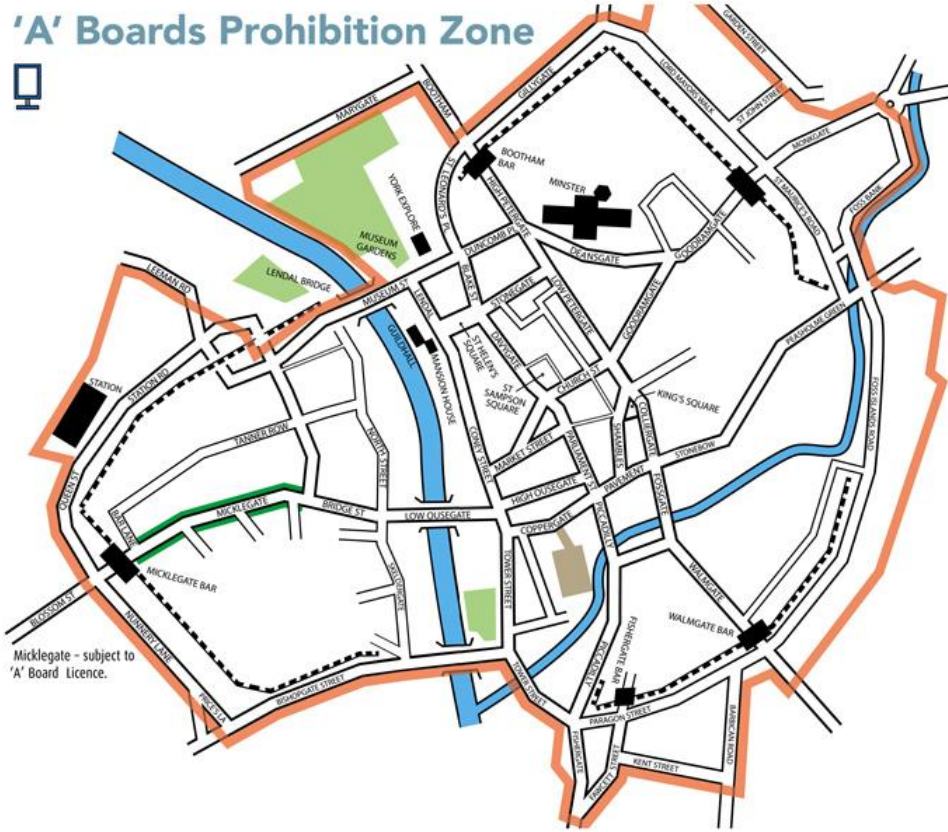 'A' Boards Prohibition Zone
GARDEN STREET
GILLYGATE
LORD MAYORS WALK
BOOTHAM
MARYGATE
ST JOHN STREET
MONKGATE
BOOTHAM
BAR
MINSTER
ST LEONARD'S PL
HIGH PETERGATE
YORK EXPLORE
ST MAURICE'S ROAD
FOSS BANK
MUSEUM
GARDENS
DUNCOMB PL
DEANSGATE
GOODRAMGATE
LEEMAN RD
LENDAL BRIDGE
MUSEUM ST
LENDAL
BLAKE ST
STONEGATE
LOW PETERGATE
GOODRAMGATE
PEASHOLME GREEN
GUILDHALL
MANSION HOUSE
ST HELEN'S
SQUARE
DAVYGATE
ST
SAMPSON
SQUARE
CHURCH ST
KING'S SQUARE
STATION
STATION RD
FOSS ISLANDS ROAD
TANNER ROW
NORTH STREET
CONEY STREET
MARKET STREET
PARLIAMENT ST
SHAMBLES
COLLIERGATE
STONEBOW
QUEEN ST
BAR LANE
MICKLEGATE
BRIDGE ST
LOW OUSEGATE
HIGH OUSEGATE
PAVEMENT
FOSSGATE
COPPERGATE
PICCADILLY
MICKLEGATE BAR
SKELDERGATE
TOWER STREET
WALMGATE
BLOSSOM ST
NUNNERY LANE
WALMGATE BAR
FISHERGATE BAR
Micklegate – subject to
'A' Board Licence.
PRICE'S LA
BISHOPGATE STREET
TOWER STREET
PICCADILLY
PARAGON STREET
BARBICAN ROAD
FISHERGATE
FAWCETT STREET
KENT STREET